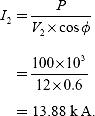 I₂ = P / V₂ × cos ϕ
= 100×10³ / 12×0.6
= 13.88 k A.